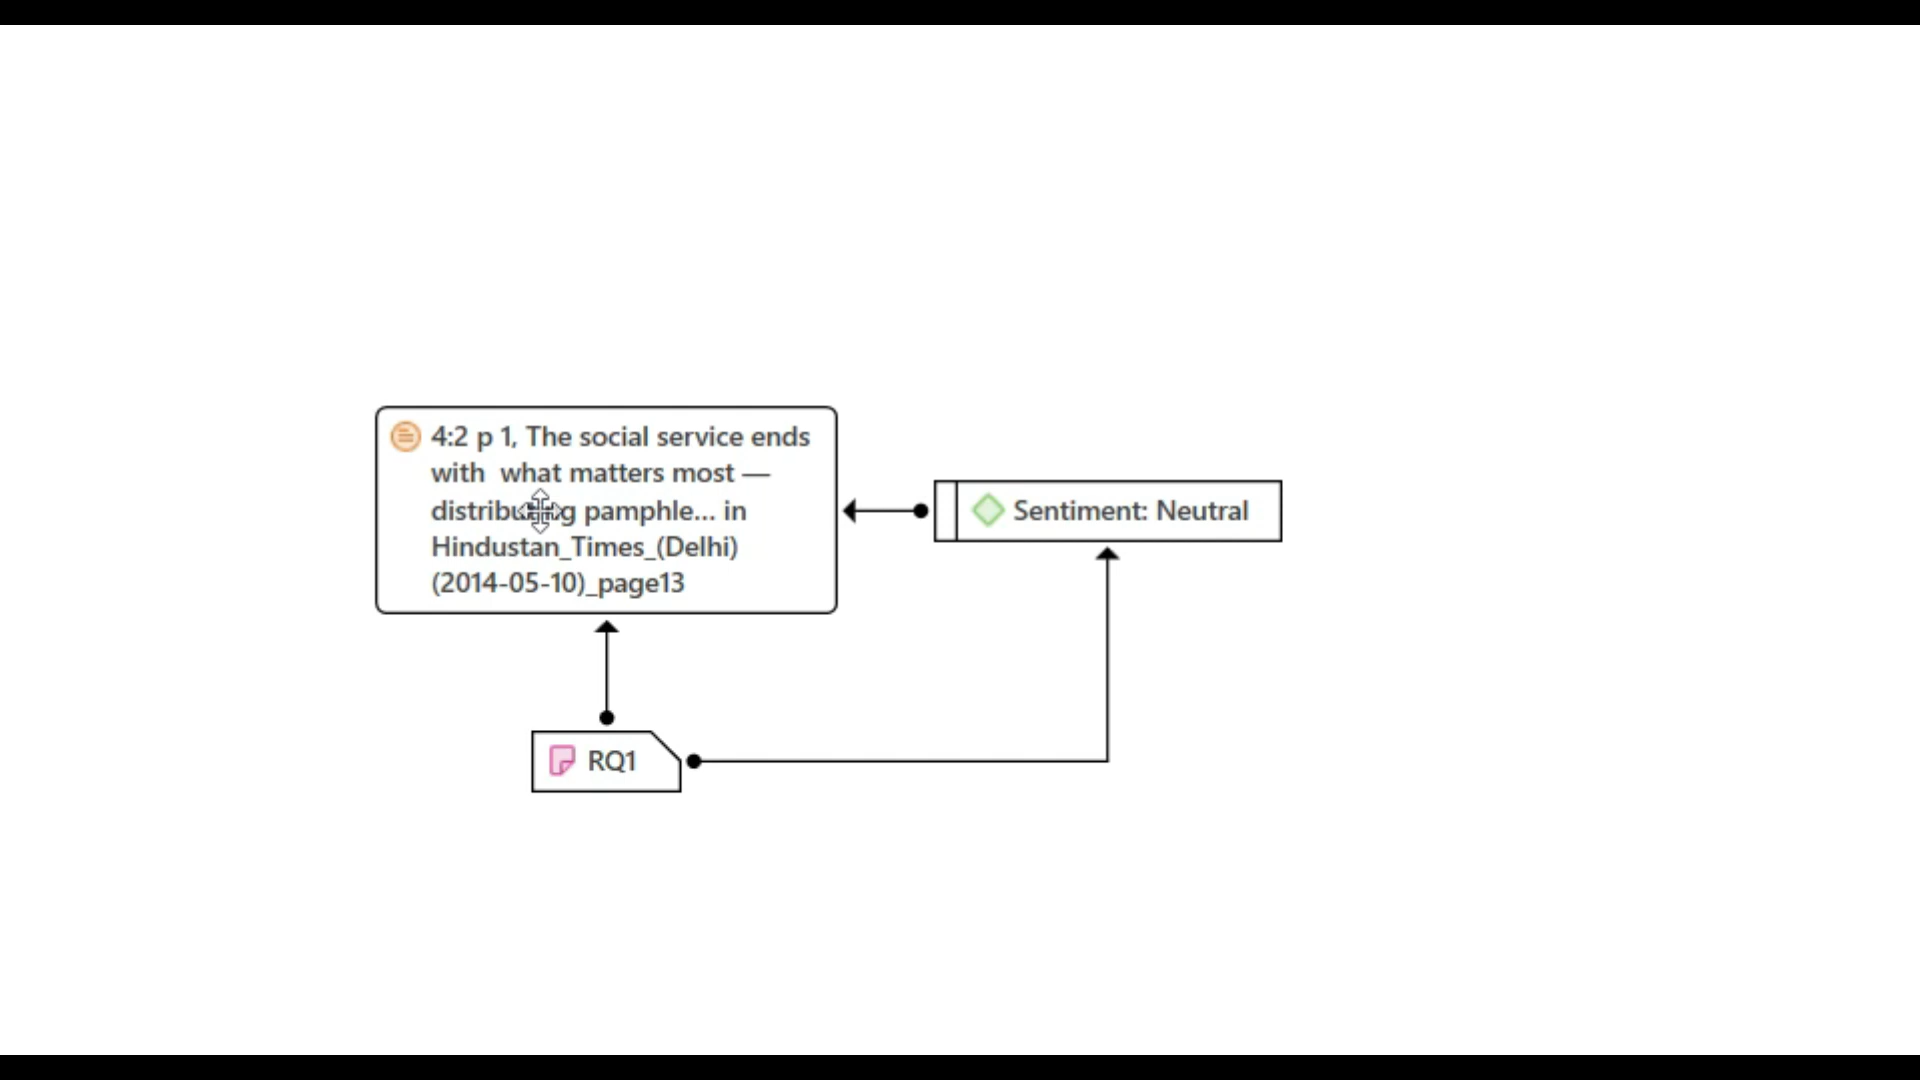 4:2 p 1, The social service ends
with  what matters most —
distributing pamphle... in
Hindustan_Times_(Delhi)
(2014-05-10)_page13
Sentiment: Neutral
RQ1